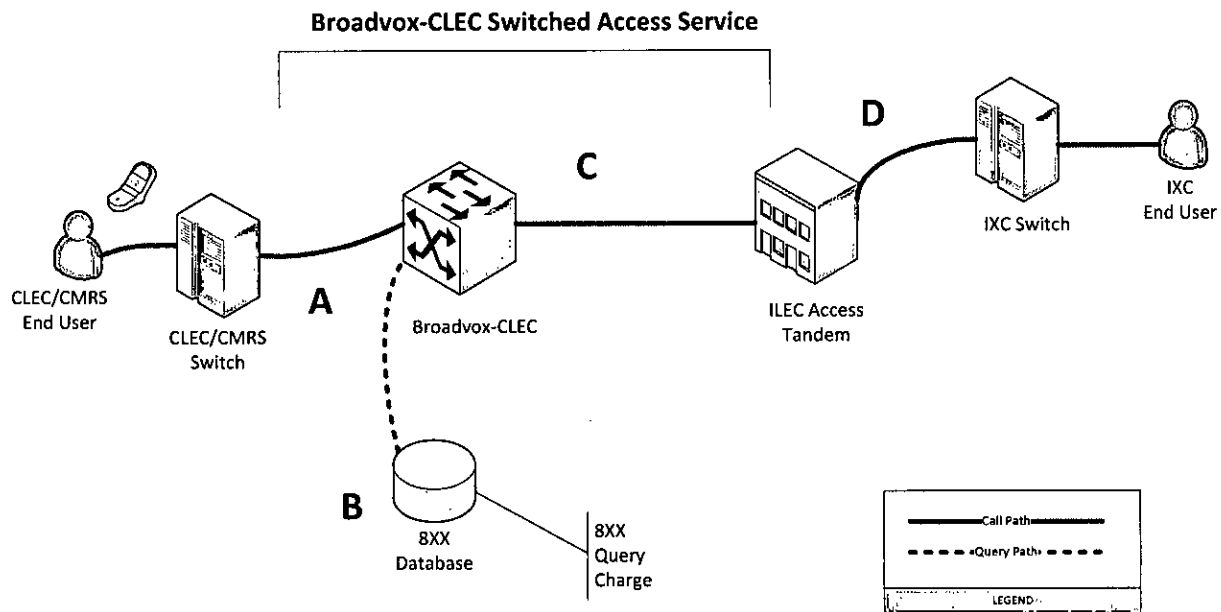 Broadvox-CLEC Switched Access Service
D
C
IXC
End User
IXC Switch
CLEC/CMRS
End User
A
CLEC/CMRS
Switch
Broadvox-CLEC
ILEC Access
Tandem
B
8XX
Database
8XX
Query
Charge
Call Path
Query Path
LEGEND